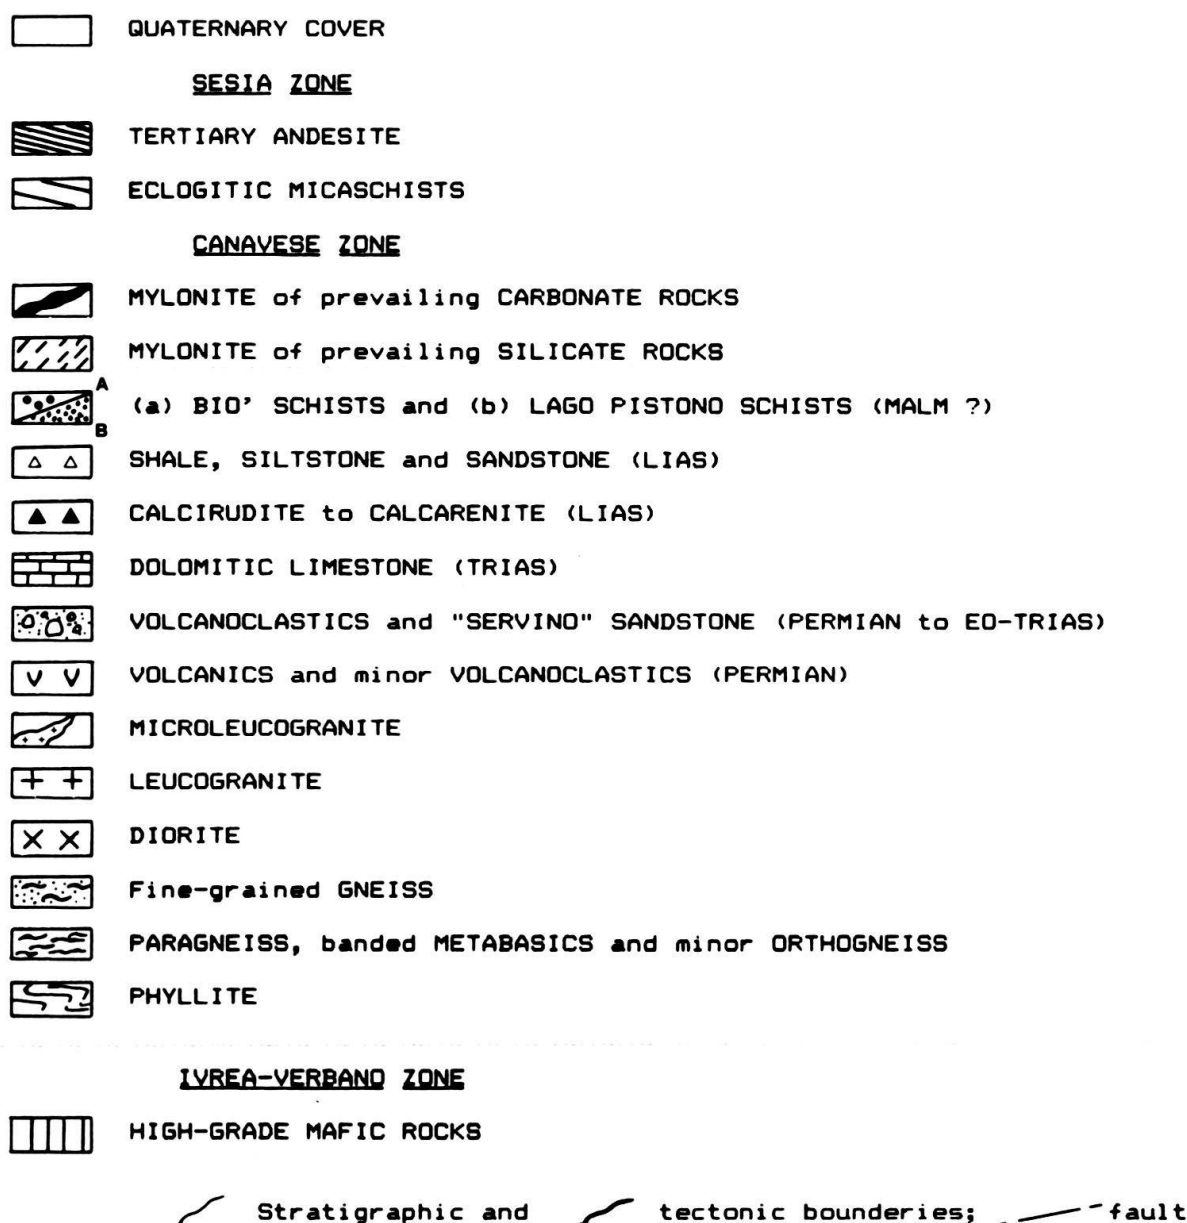 QUATERNARY COVER
SESIA ZONE
TERTIARY ANDESITE
ECLOGITIC MICASCHISTS
CANAVESE ZONE
MYLONITE of prevailing CARBONATE ROCKS
MYLONITE of prevailing SILICATE ROCKS
A
(a) BIO' SCHISTS and (b) LAGO PISTONO SCHISTS (MALM ?)
B
SHALE, SILTSTONE and SANDSTONE (LIAS)
CALCIRUDITE to CALCARENITE (LIAS)
DOLOMITIC LIMESTONE (TRIAS)
VOLCANOCLASTICS and "SERVINO" SANDSTONE (PERMIAN to EO-TRIAS)
VOLCANICS and minor VOLCANOCLASTICS (PERMIAN)
MICROLEUCOGRANITE
LEUCOGRANITE
DIORITE
Fine-grained GNEISS
PARAGNEISS, banded METABASICS and minor ORTHOGNEISS
PHYLLITE
IVREA-VERBANO ZONE
HIGH-GRADE MAFIC ROCKS
Stratigraphic and tectonic bounderies; fault